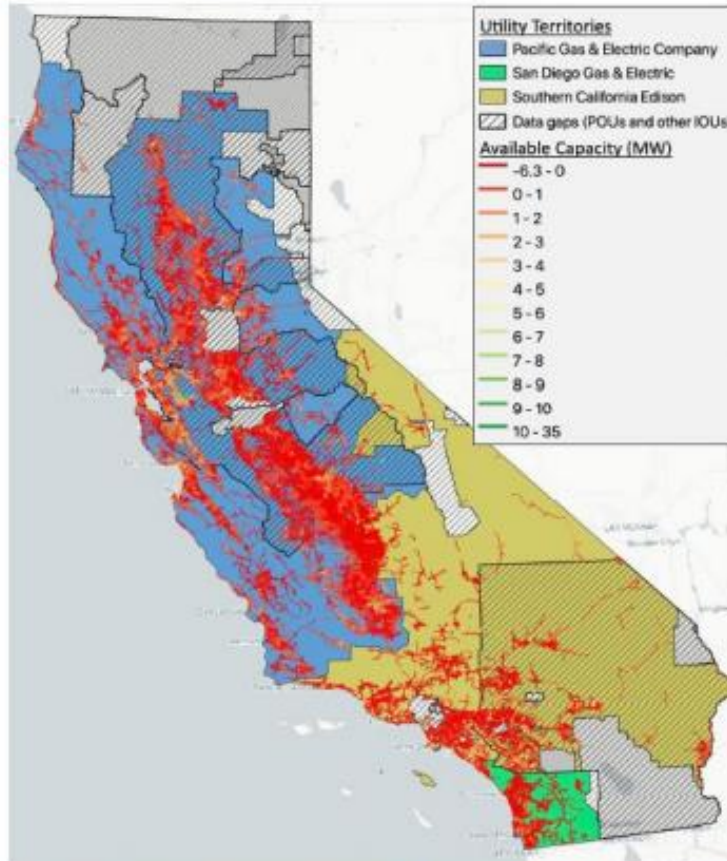 Utility Territories
Pacific Gas & Electric Company
San Diego Gas & Electric
Southern California Edison
Data gaps (POUs and other IOUs
Available Capacity (MW)
-6.3 - 0
0 - 1
1 - 2
2 - 3
3 - 4
4 - 5
5 - 6
6 - 7
7 - 8
8 - 9
9 - 10
10 - 35